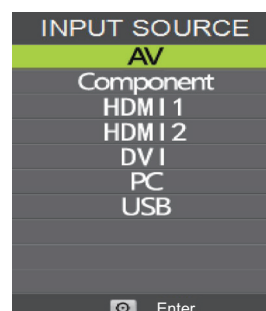 INPUT SOURCE
AV
Component
HDMI1
HDMI2
DVI
PC
USB
Enter